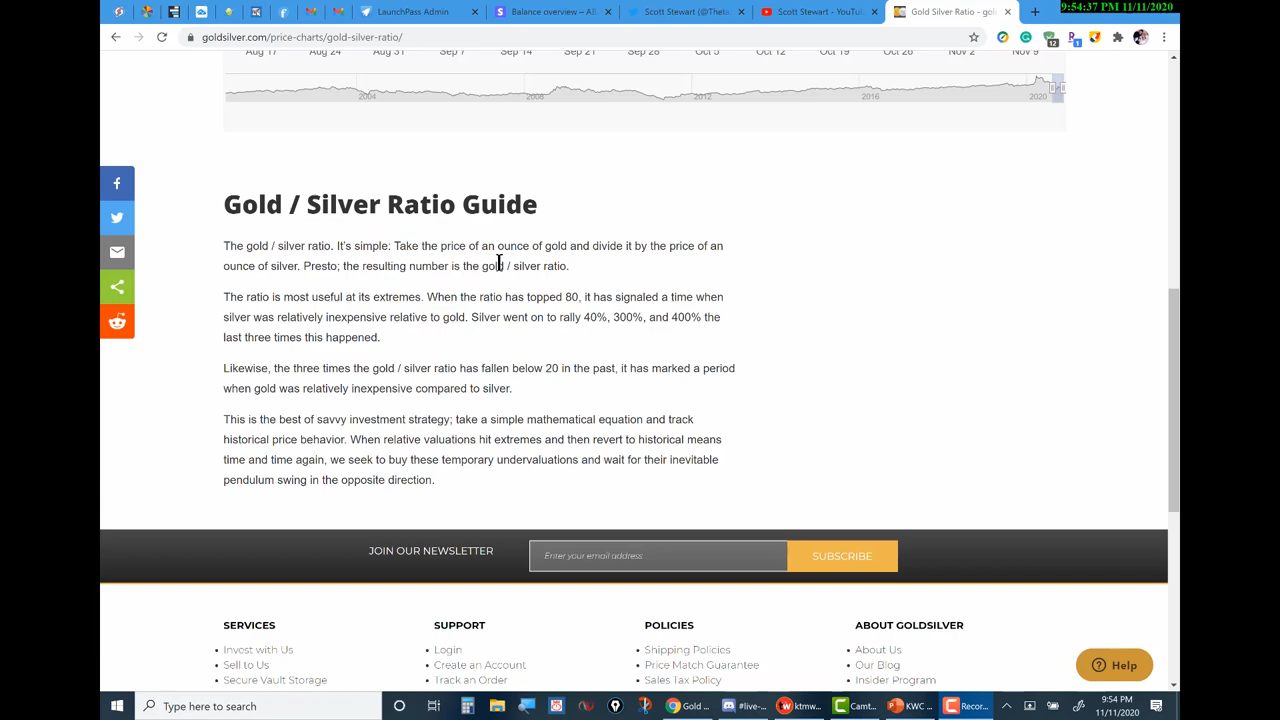 9:54:37 PM 11/11/2020
LaunchPass Admin
Scott Stewart (@Theta
Scott Stewart - YouTu
Gold Silver Ratio - gol
goldsilver.com/price-charts/gold-silver-ratio/
12
1
Aug 17 Aug 24 Aug 31 Sep 7 Sep 14 Sep 21 Sep 28 Oct 5 Oct 12 Oct 19 Oct 26 Nov 2 Nov 9
2004 2008 2012 2016 2020
Gold / Silver Ratio Guide
The gold / silver ratio. It's simple: Take the price of an ounce of gold and divide it by the price of an
ounce of silver. Presto; the resulting number is the gold / silver ratio.
The ratio is most useful at its extremes. When the ratio has topped 80, it has signaled a time when
silver was relatively inexpensive relative to gold. Silver went on to rally 40%, 300%, and 400% the
last three times this happened.
Likewise, the three times the gold / silver ratio has fallen below 20 in the past, it has marked a period
when gold was relatively inexpensive compared to silver.
This is the best of savvy investment strategy; take a simple mathematical equation and track
historical price behavior. When relative valuations hit extremes and then revert to historical means
time and time again, we seek to buy these temporary undervaluations and wait for their inevitable
pendulum swing in the opposite direction.
JOIN OUR NEWSLETTER
Enter your email address
SUBSCRIBE
SERVICES
Invest with Us
Sell to Us
Secure Vault Storage
SUPPORT
Login
Create an Account
Track an Order
POLICIES
Shipping Policies
Price Match Guarantee
Sales Tax Policy
ABOUT GOLDSILVER
About Us
Our Blog
Insider Program
Help
Type here to search
Gold ...
#live-...
ktmw...
Camt...
KWC ...
Recor...
9:54 PM
11/11/2020